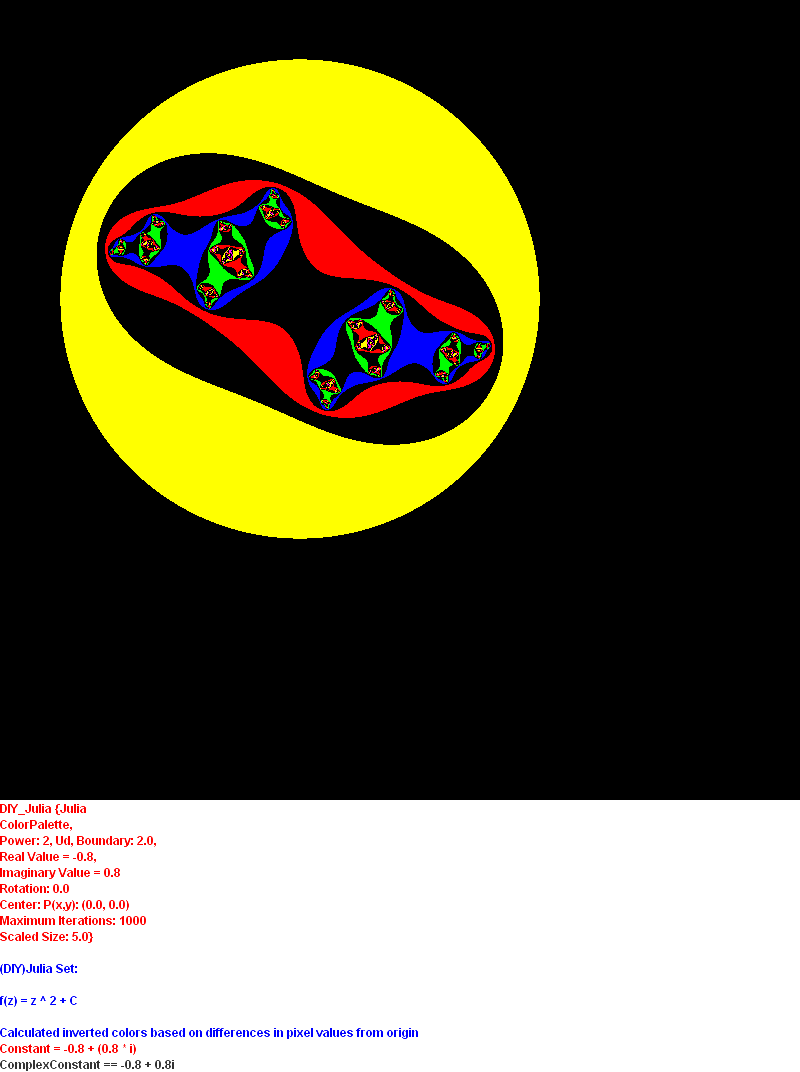 DIY_Julia {Julia
ColorPalette,
Power: 2, Ud, Boundary: 2.0,
Real Value = -0.8,
Imaginary Value = 0.8
Rotation: 0.0
Center: P(x,y): (0.0, 0.0)
Maximum Iterations: 1000
Scaled Size: 5.0}
(DIY)Julia Set:
f(z) = z ^ 2 + C
Calculated inverted colors based on differences in pixel values from origin
Constant = -0.8 + (0.8 * i)
ComplexConstant == -0.8 + 0.8i